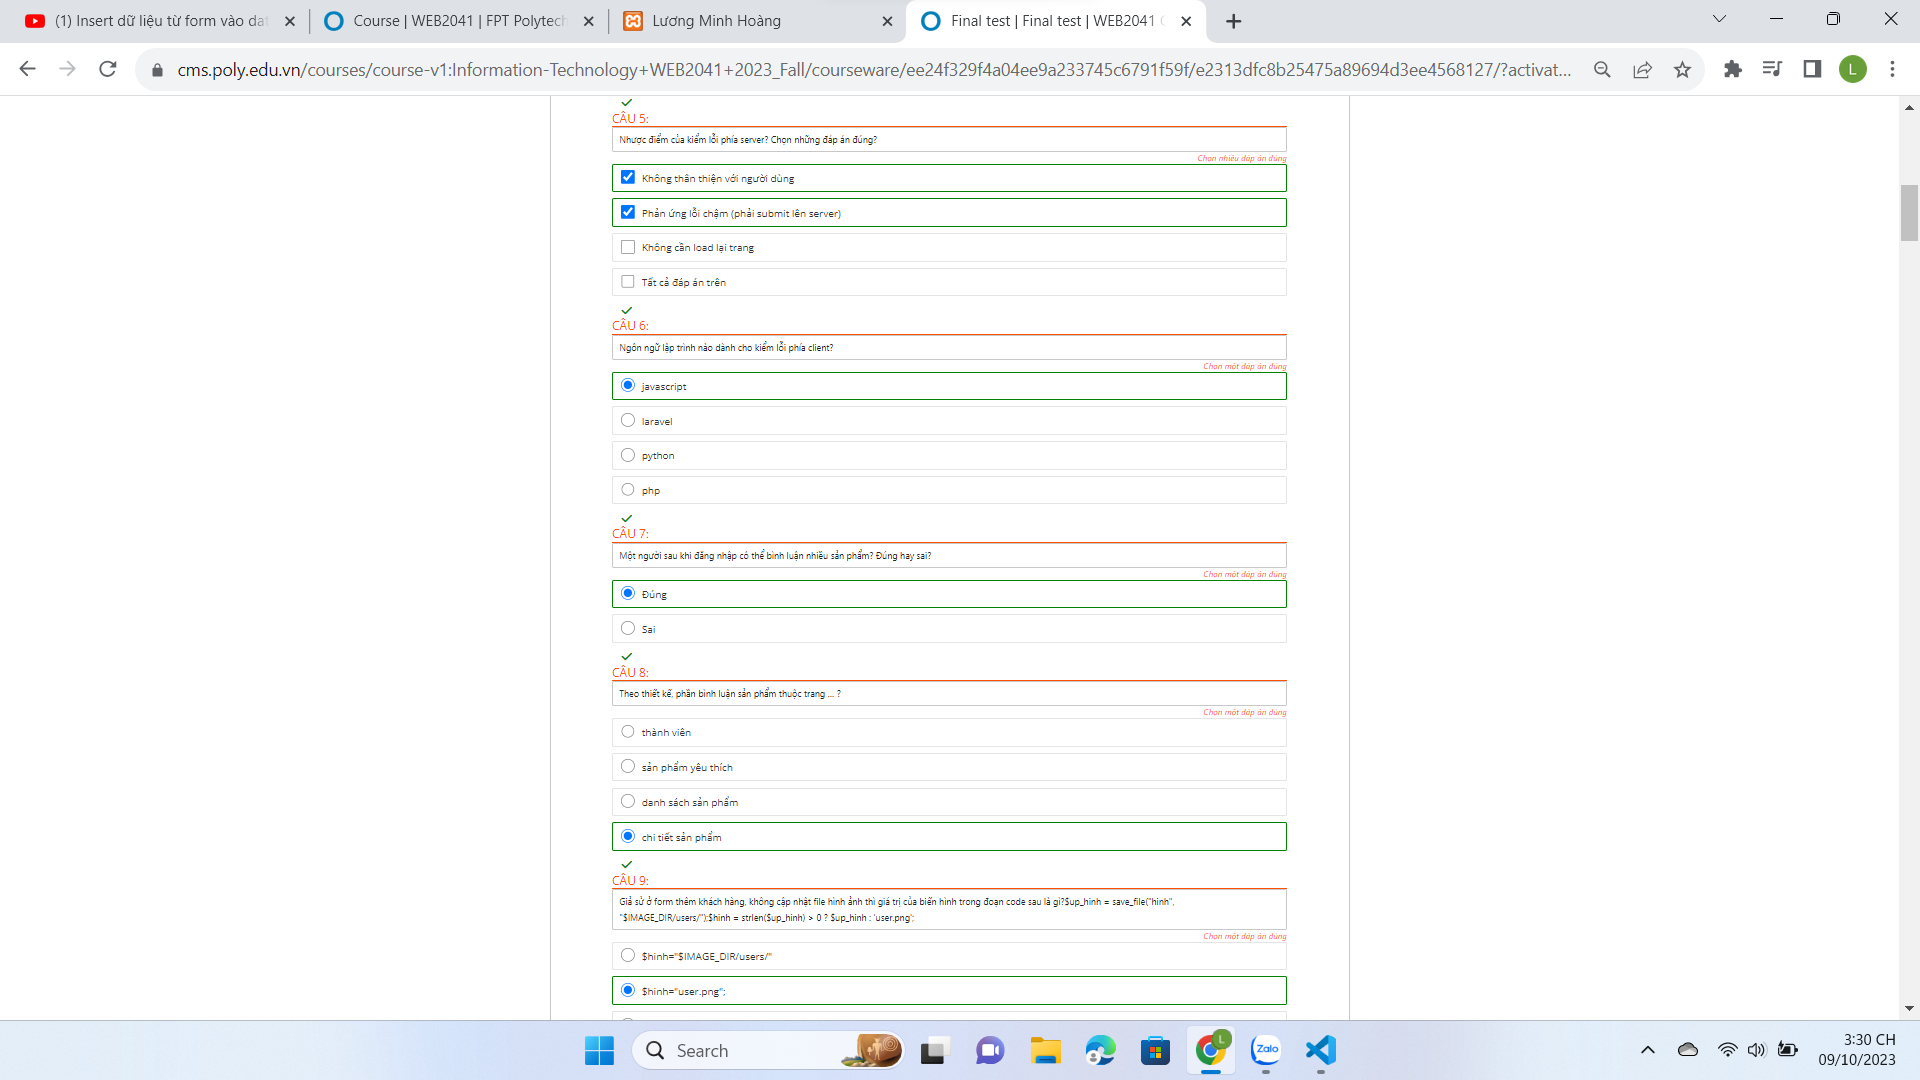 (1) Insert dữ liệu từ form vào dat
Course | WEB2041 | FPT Polytech
Lương Minh Hoàng
Final test | Final test | WEB2041 C
cms.poly.edu.vn/courses/course-v1:Information-Technology+WEB2041+2023_Fall/courseware/ee24f329f4a04ee9a233745c6791f59f/e2313dfc8b25475a89694d3ee4568127/?activat...
L
CÂU 5:
Nhược điểm của kiểm lỗi phía server? Chọn những đáp án đúng?
Chọn nhiều đáp án đúng
Không thân thiện với người dùng
Phản ứng lỗi chậm (phải submit lên server)
Không cần load lại trang
Tất cả đáp án trên
CÂU 6:
Ngôn ngữ lập trình nào dành cho kiểm lỗi phía client?
Chọn một đáp án đúng
javascript
laravel
python
php
CÂU 7:
Một người sau khi đăng nhập có thể bình luận nhiều sản phẩm? Đúng hay sai?
Chọn một đáp án đúng
Đúng
Sai
CÂU 8:
Theo thiết kế, phần bình luận sản phẩm thuộc trang ... ?
Chọn một đáp án đúng
thành viên
sản phẩm yêu thích
danh sách sản phẩm
chi tiết sản phẩm
CÂU 9:
Giả sử ở form thêm khách hàng, không cập nhật file hình ảnh thì giá trị của biến hình trong đoạn code sau là gì?$up_hinh = save_file("hinh",
"$IMAGE_DIR/users/");$hinh = strlen($up_hinh) > 0 ? $up_hinh : 'user.png';
Chọn một đáp án đúng
$hinh="$IMAGE_DIR/users/"
$hinh="user.png";
Search
L
Zalo
3:30 CH
09/10/2023